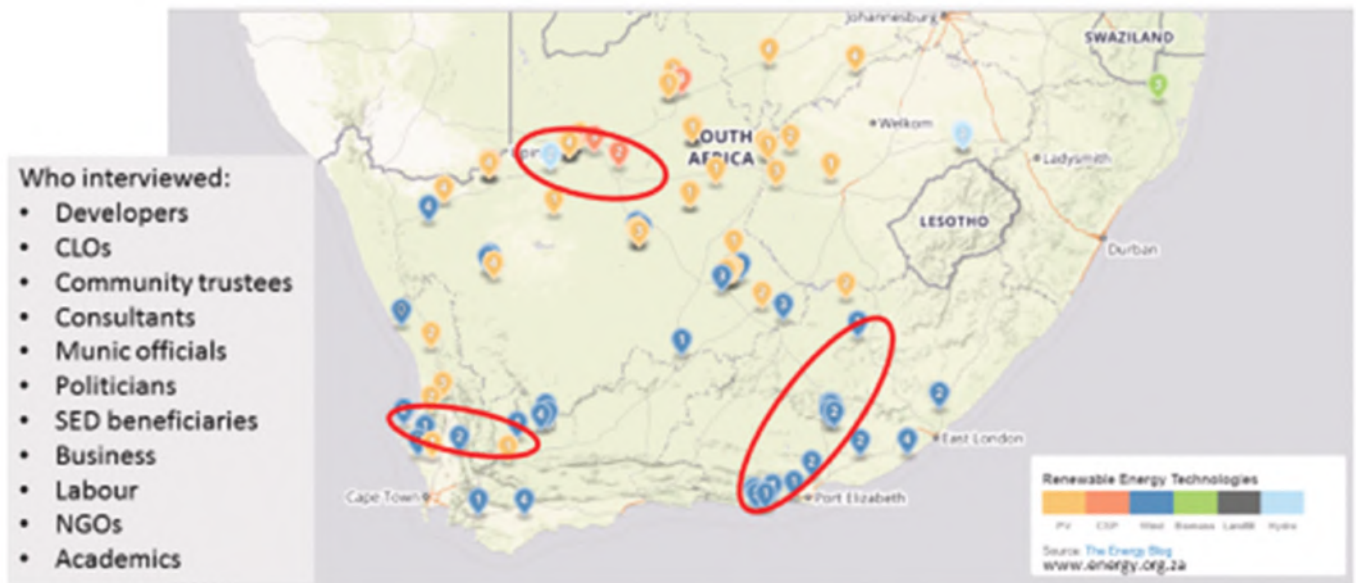 Who interviewed:
• Developers
• CLOs
• Community trustees
• Consultants
• Munic officials
• Politicians
• SED beneficiaries
• Business
• Labour
• NGOs
• Academics
Johannesburg
SWAZILAND
Welkom
OUTH
AFRICA
Ladysmith
LESOTHO
Durban
East London
Cape Town
Port Elizabeth
Renewable Energy Technologies
PV CSP Wind Biomass Landfill Hydro
Source: The Energy Blog
www.energy.org.za